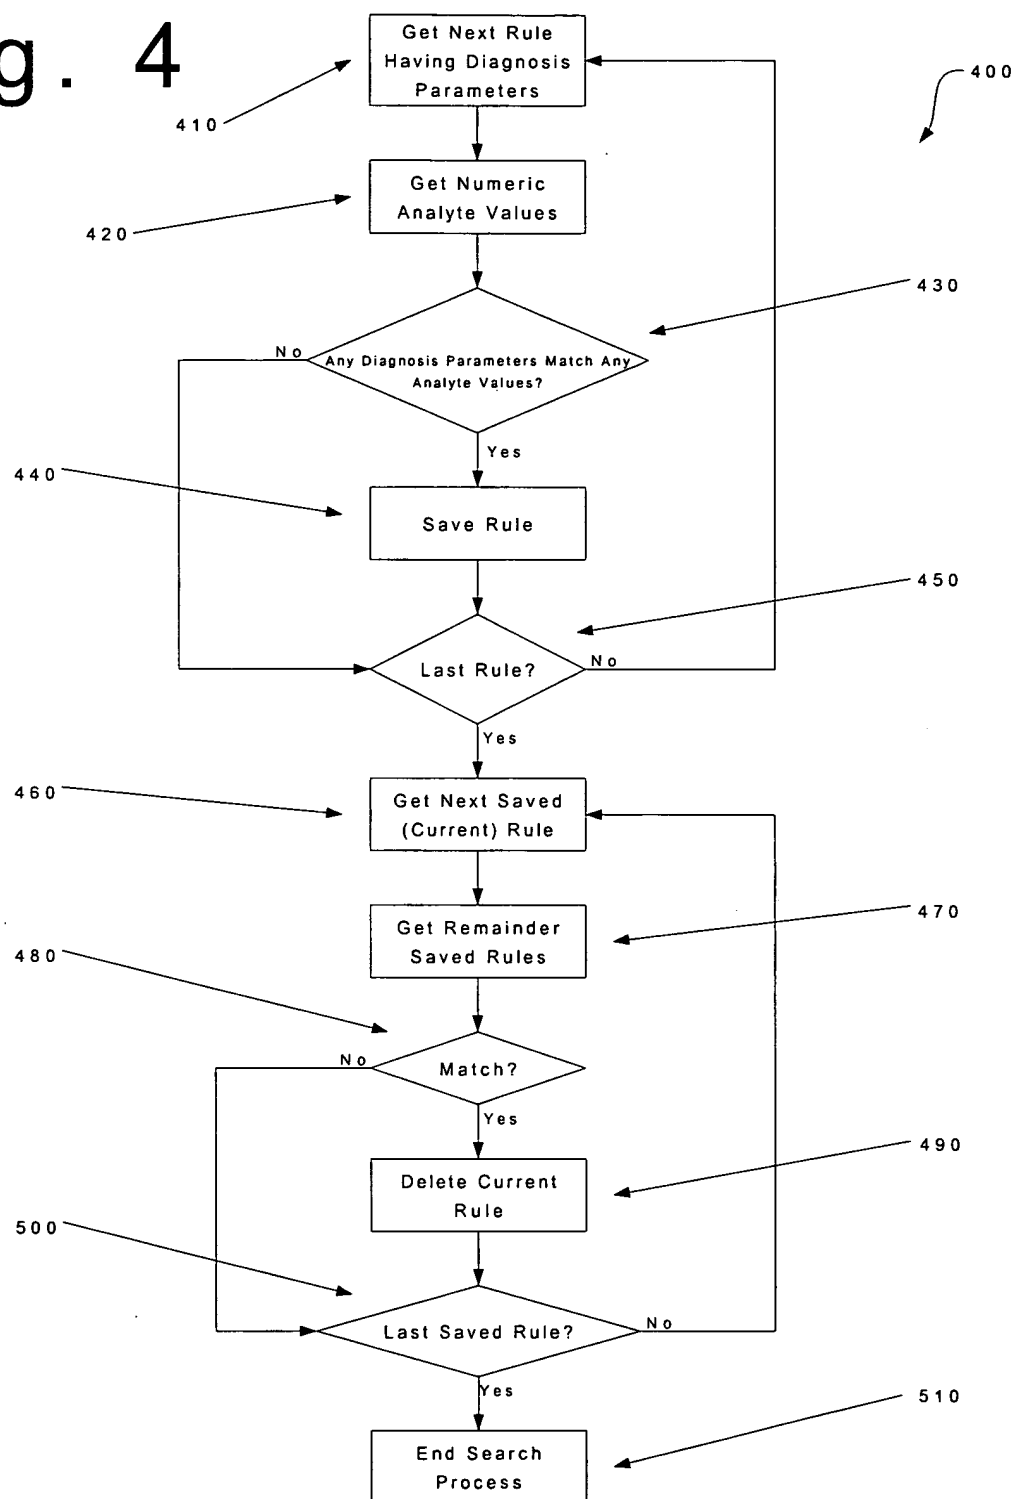 g. 4
Get Next Rule
Having Diagnosis
Parameters
400
410
Get Numeric
Analyte Values
420
430
No
Any Diagnosis Parameters Match Any
Analyte Values?
Yes
440
Save Rule
450
Last Rule?
No
Yes
460
Get Next Saved
(Current) Rule
470
Get Remainder
Saved Rules
480
No
Match?
Yes
490
Delete Current
Rule
500
Last Saved Rule?
No
Yes
510
End Search
Process